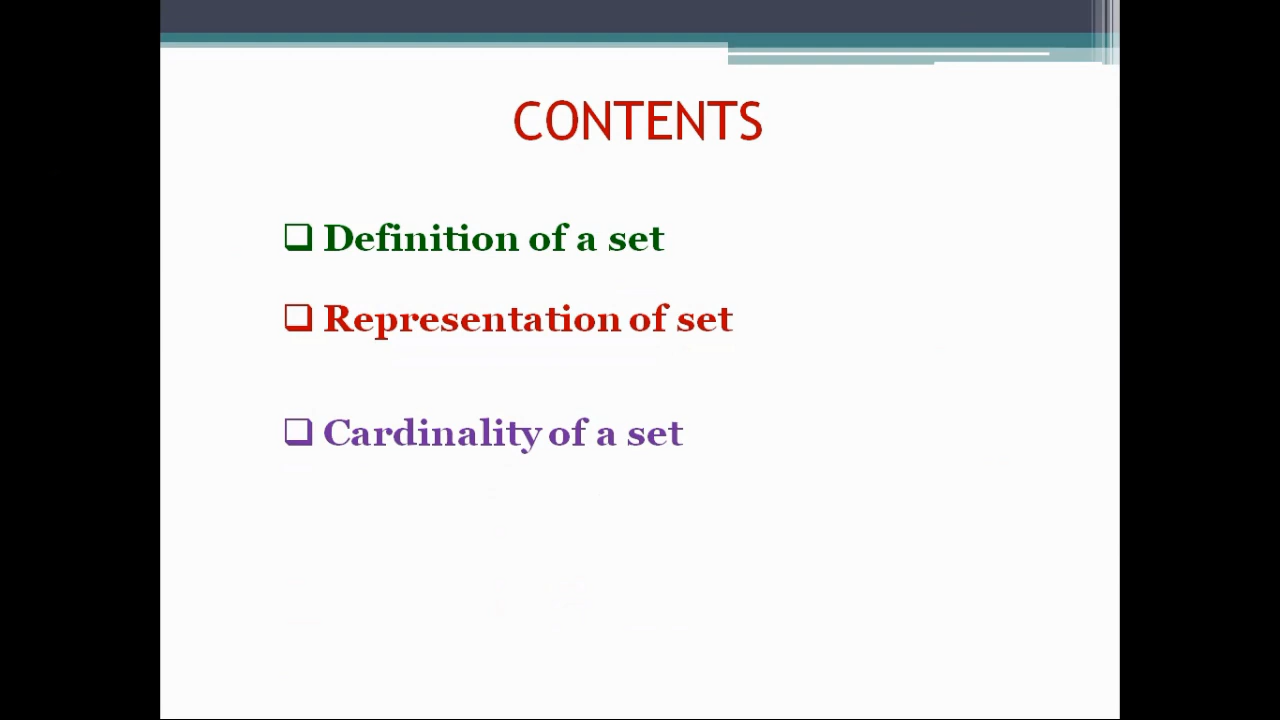 CONTENTS
❑ Definition of a set
❑ Representation of set
❑ Cardinality of a set